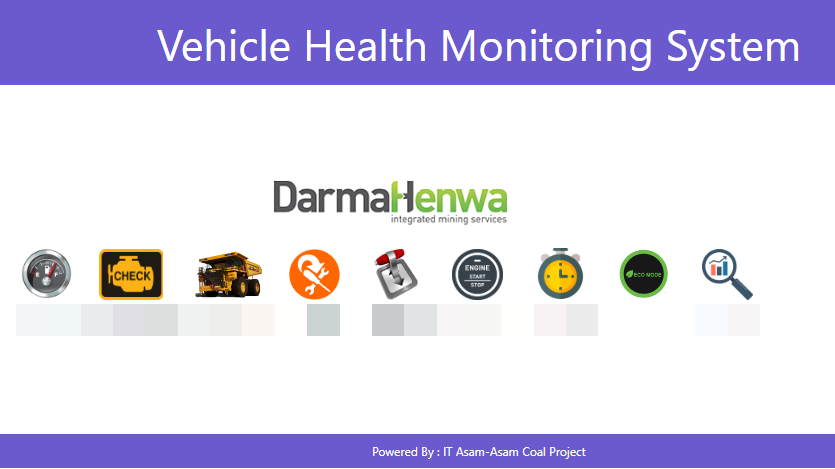 Vehicle Health Monitoring System
DarmaHenwa
integrated mining services
E F
CHECK
ENGINE
START
STOP
ECO MODE
Powered By : IT Asam-Asam Coal Project